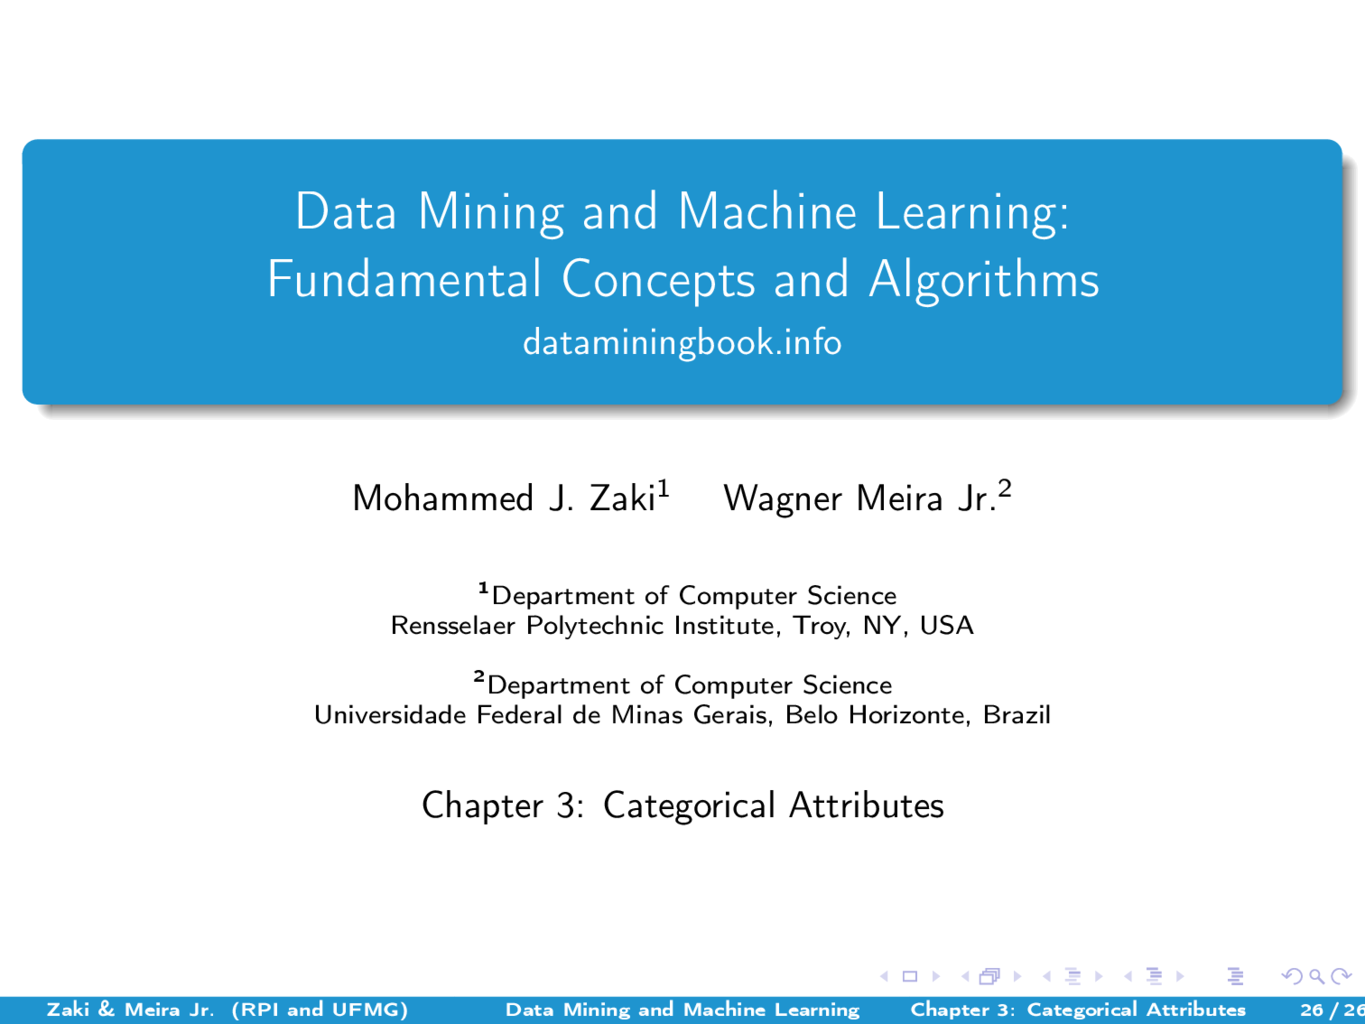 Data Mining and Machine Learning:
Fundamental Concepts and Algorithms
dataminingbook.info
Mohammed J. Zaki¹ Wagner Meira Jr.²
¹Department of Computer Science
Rensselaer Polytechnic Institute, Troy, NY, USA
²Department of Computer Science
Universidade Federal de Minas Gerais, Belo Horizonte, Brazil
Chapter 3: Categorical Attributes
Zaki & Meira Jr. (RPI and UFMG) Data Mining and Machine Learning Chapter 3: Categorical Attributes 26 / 26